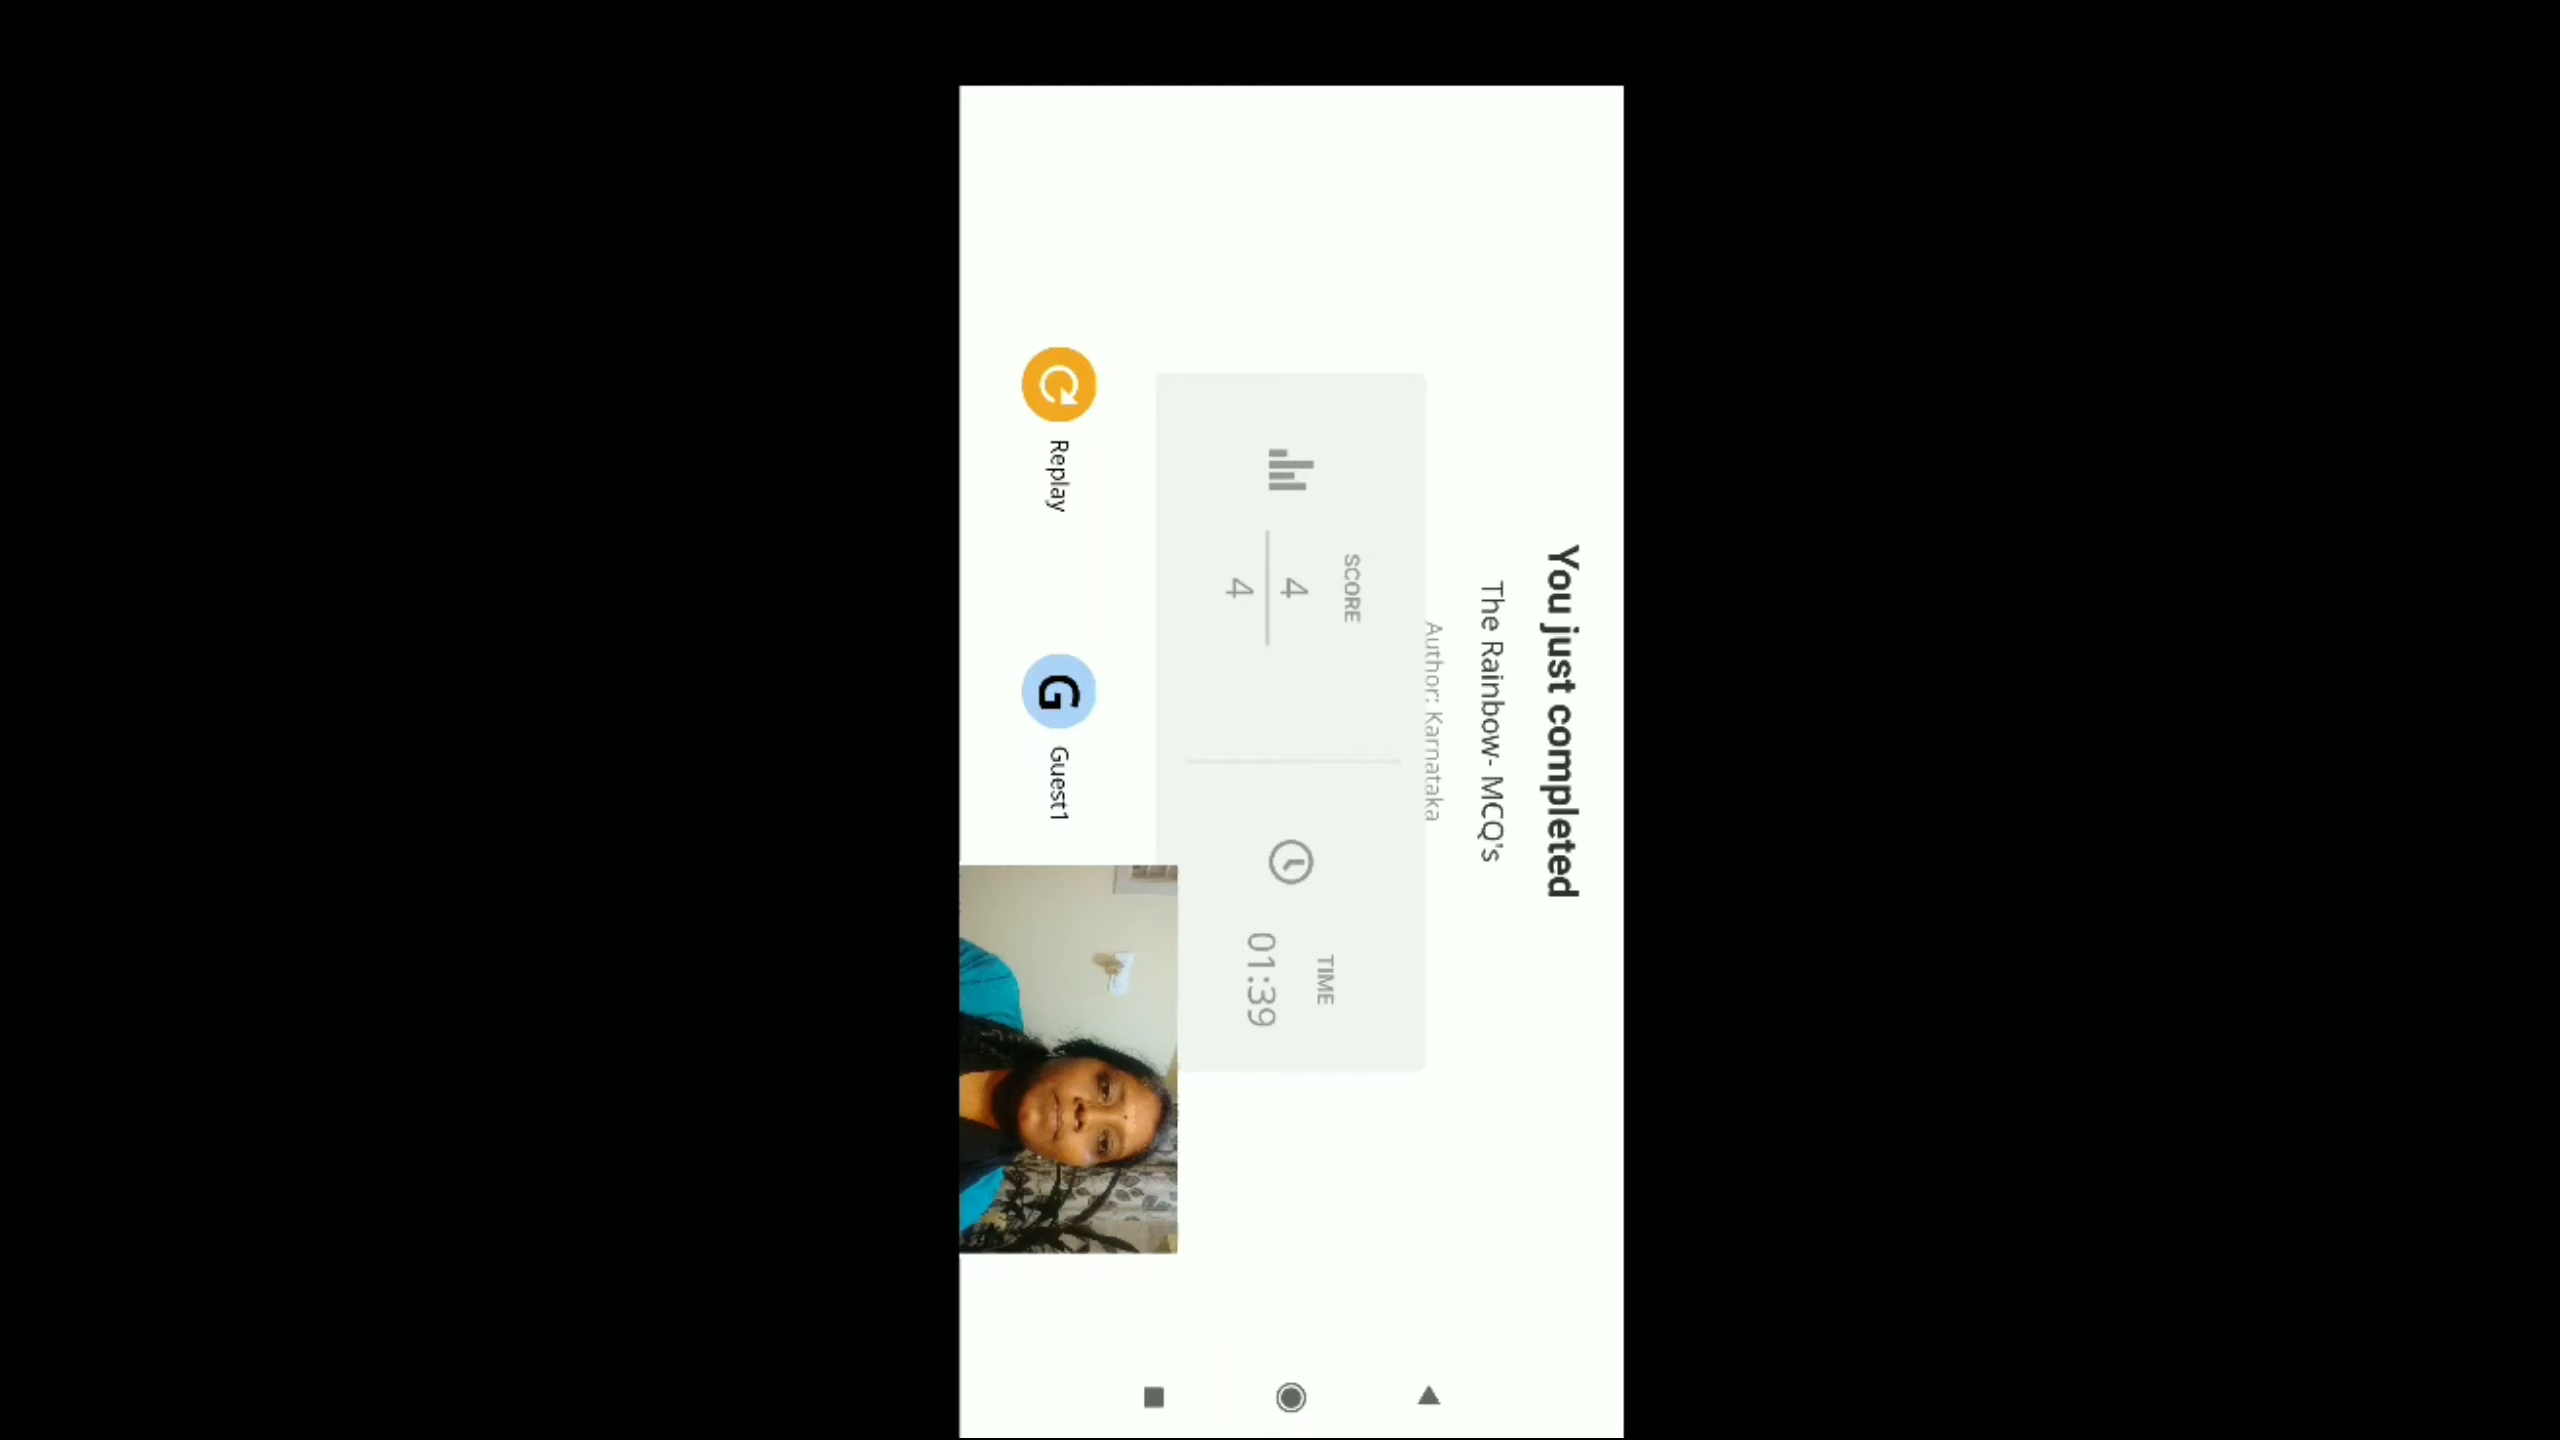 You just completed
The Rainbow- MCQ's
Author: Karnataka
SCORE
4
4
TIME
01:39
Replay
G
Guest1